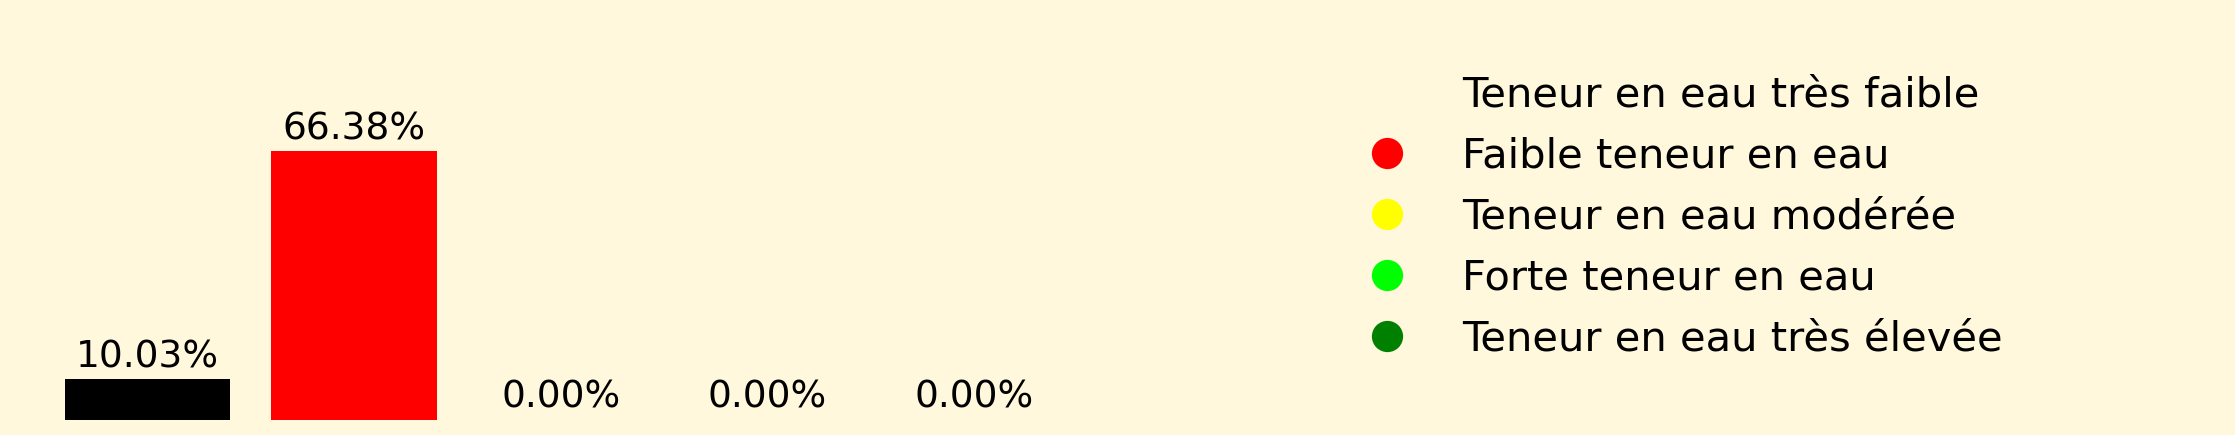 66.38%
10.03%
0.00%
0.00%
0.00%
Teneur en eau très faible
Faible teneur en eau
Teneur en eau modérée
Forte teneur en eau
Teneur en eau très élevée